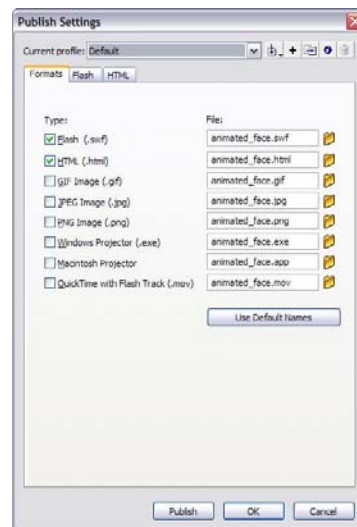 Publish Settings
Current profile: Default
Formats Flash HTML
Type: File:
Flash (.swf) animated_face.swf
HTML (.html) animated_face.html
GIF Image (.gif) animated_face.gif
JPEG Image (.jpg) animated_face.jpg
PNG Image (.png) animated_face.png
Windows Projector (.exe) animated_face.exe
Macintosh Projector animated_face.app
QuickTime with Flash Track (.mov) animated_face.mov
Use Default Names
Publish OK Cancel